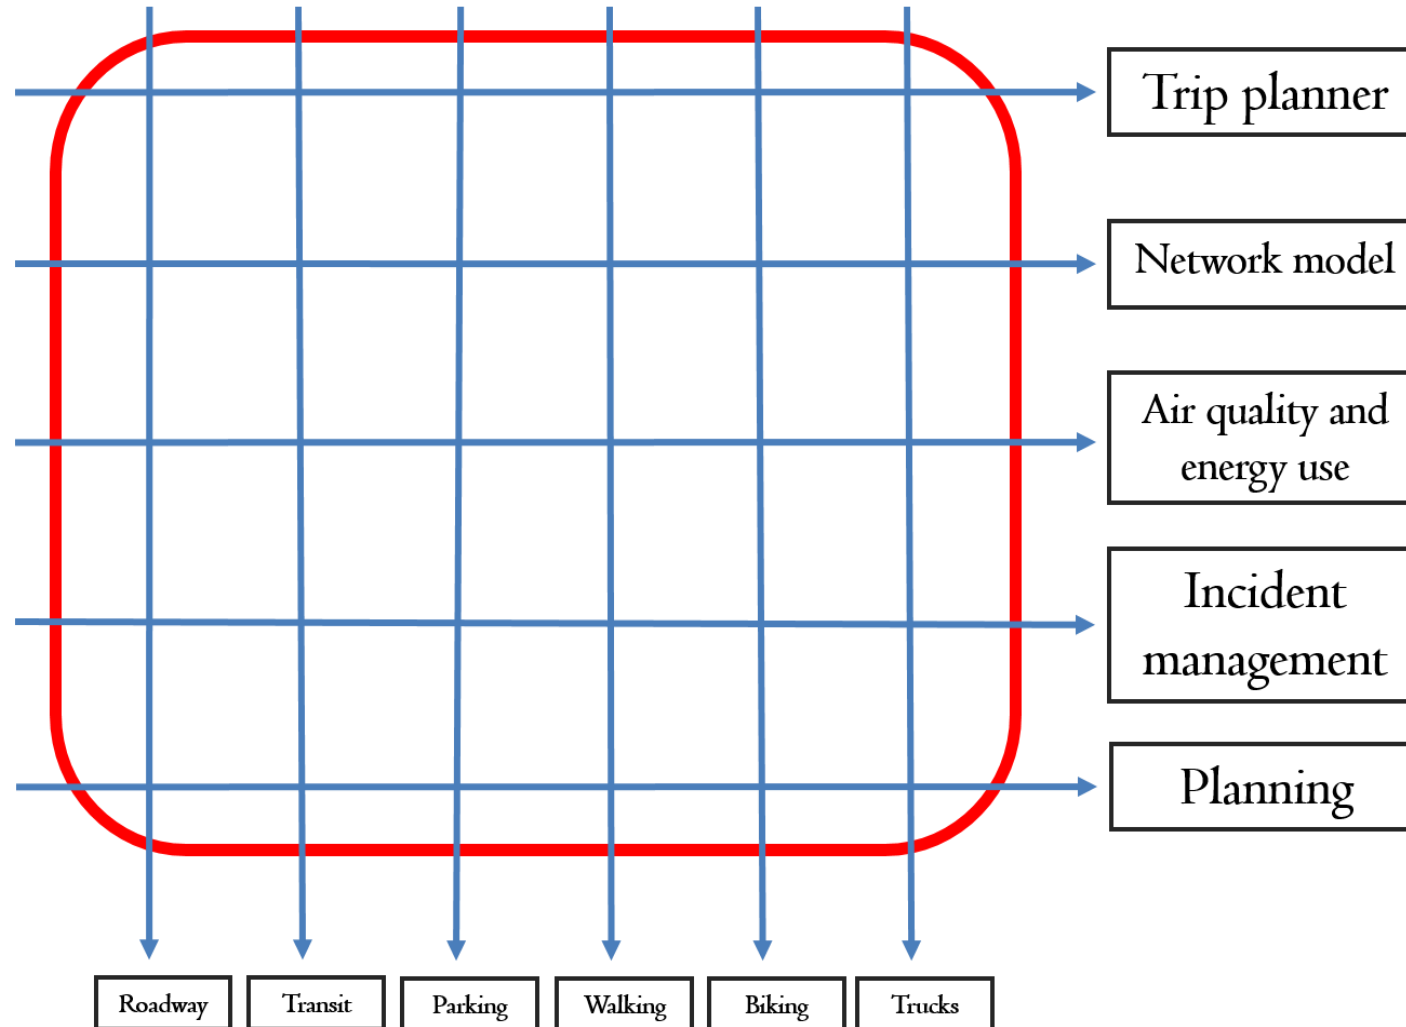 Trip planner
Network model
Air quality and
energy use
Incident
management
Planning
Roadway
Transit
Parking
Walking
Biking
Trucks